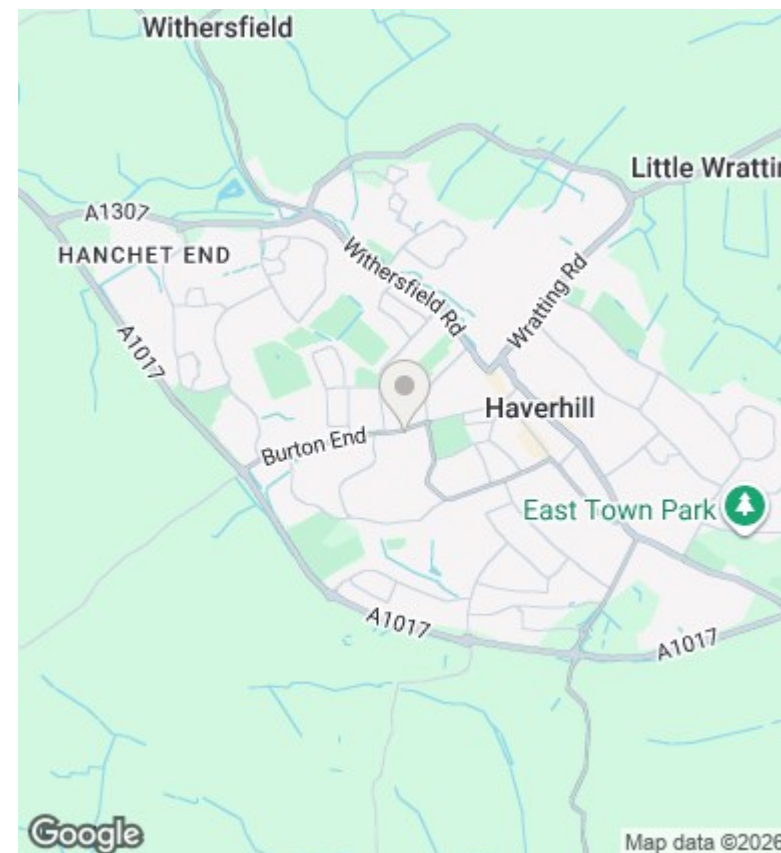 Withersfield
Little Wrattin
A1307
HANCHET END
Withersfield Rd
Wratting Rd
A1017
Haverhill
Burton End
East Town Park
A1017
A1017
Google
Map data ©2026